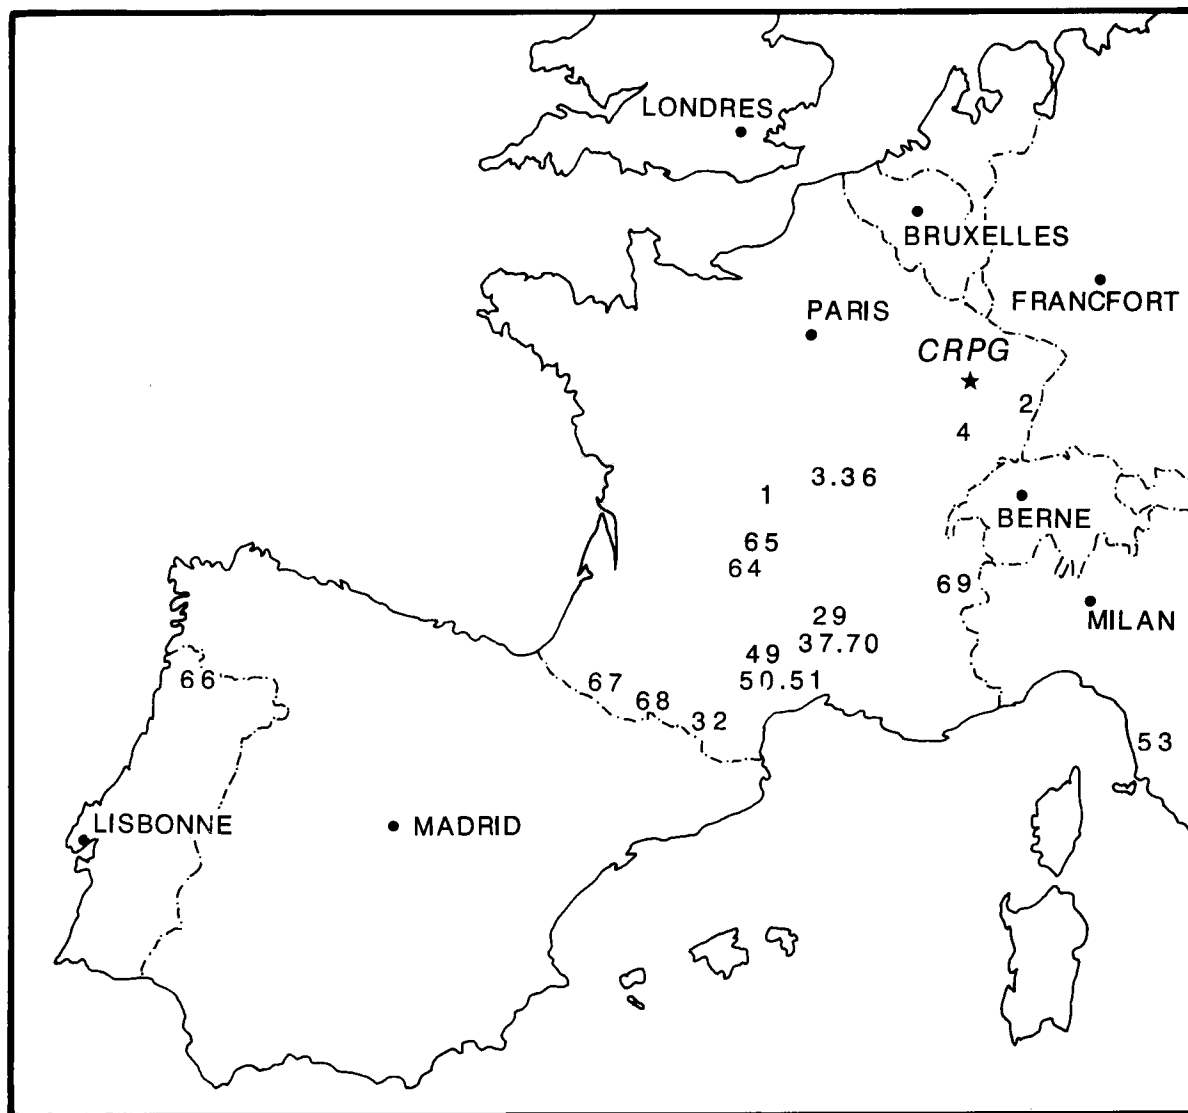 LONDRES
BRUXELLES
FRANCFORT
PARIS
CRPG
2
4
3.36
1
BERNE
65
64
69
MILAN
29
37.70
49
50.51
66
67
68
32
53
LISBONNE
MADRID